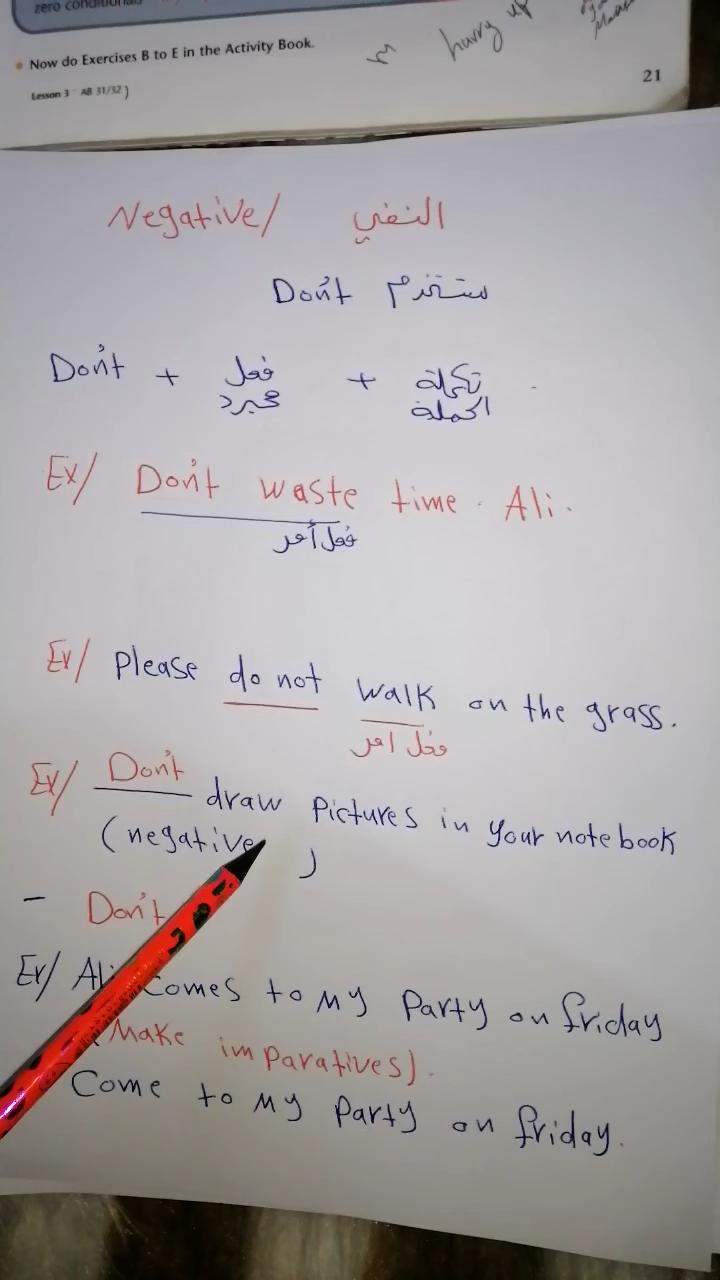 zero conditionals
Now do Exercises B to E in the Activity Book.
Lesson 3 AB 31/32)
hurry up
21
Negative/ النفي
Don't ستخدم
Don't + فعل مجرد + تكملة الجملة
Ex/ Don't waste time. Ali.
فعل أمر
Ex/ Please do not walk on the grass.
فعل امر
Ex/ Don't draw Pictures in your notebook
(negative )
- Don't
Ex/ Ali comes to My Party on friday
(Make imparatives).
Come to My Party on friday.